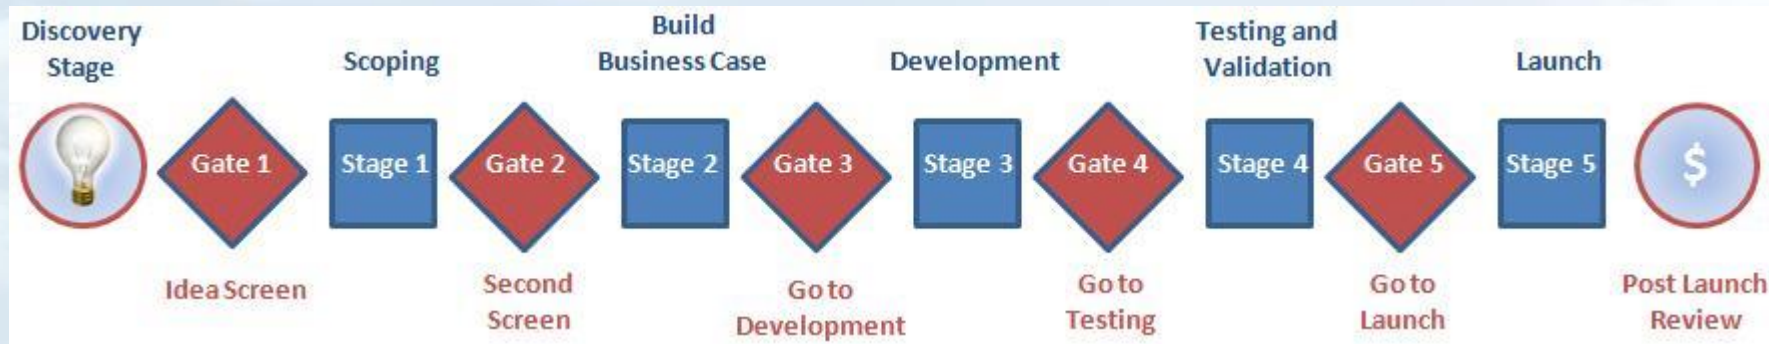 Discovery
Stage
Scoping
Build
Business Case
Development
Testing and
Validation
Launch
Gate 1
Stage 1
Gate 2
Stage 2
Gate 3
Stage 3
Gate 4
Stage 4
Gate 5
Stage 5
$
Idea Screen
Second
Screen
Go to
Development
Go to
Testing
Go to
Launch
Post Launch
Review